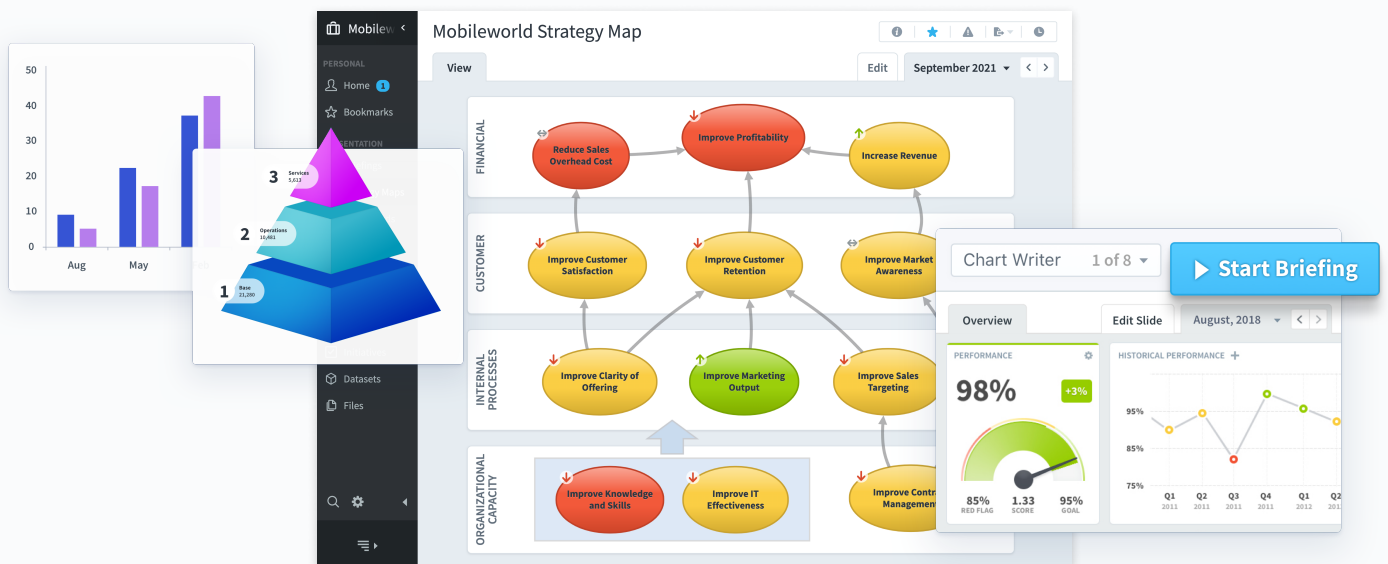 50
40
30
20
10
0
Aug
May
3
Services
5,613
2
Operations
10,481
1
Base
21,280
Mobilew
PERSONAL
Home 1
Bookmarks
Datasets
Files
Mobileworld Strategy Map
View
Edit
September 2021
FINANCIAL
Reduce Sales
Overhead Cost
Improve Profitability
Increase Revenue
CUSTOMER
Improve Customer
Satisfaction
Improve Customer
Retention
Improve Market
Awareness
INTERNAL
PROCESSES
Improve Clarity of
Offering
Improve Marketing
Output
Improve Sales
Targeting
ORGANIZATIONAL
CAPACITY
Improve Knowledge
and Skills
Improve IT
Effectiveness
Improve Contr
Management
Chart Writer 1 of 8
Start Briefing
Overview
Edit Slide
August, 2018
PERFORMANCE
98%
+3%
85%
RED FLAG
1.33
SCORE
95%
GOAL
HISTORICAL PERFORMANCE
95%
85%
75%
Q1 Q2 Q3 Q4 Q1 Q2
2011 2011 2011 2011 2012